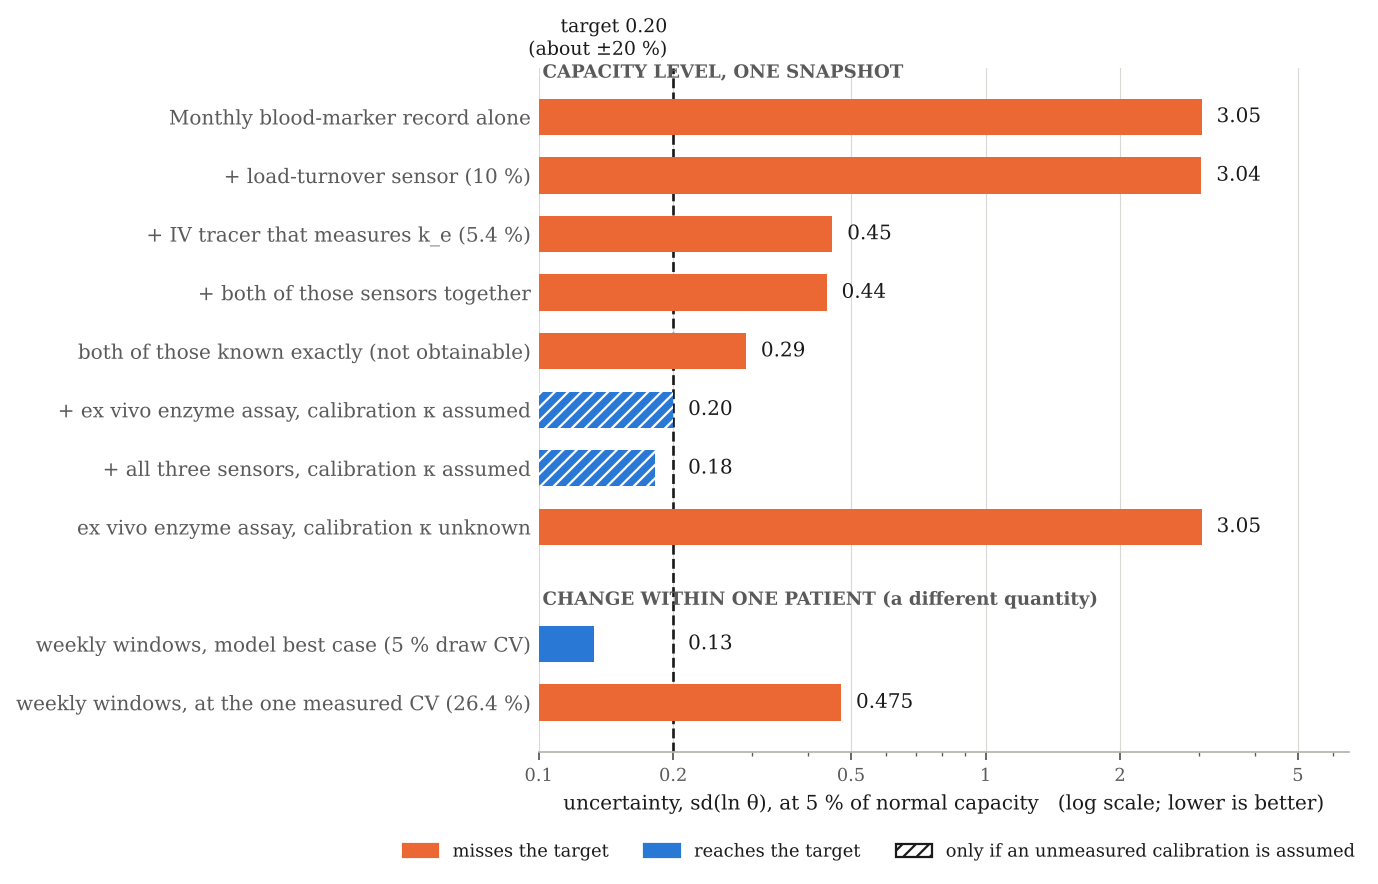 target 0.20
(about ±20 %)
CAPACITY LEVEL, ONE SNAPSHOT
Monthly blood-marker record alone 3.05
+ load-turnover sensor (10 %) 3.04
+ IV tracer that measures k_e (5.4 %) 0.45
+ both of those sensors together 0.44
both of those known exactly (not obtainable) 0.29
+ ex vivo enzyme assay, calibration κ assumed 0.20
+ all three sensors, calibration κ assumed 0.18
ex vivo enzyme assay, calibration κ unknown 3.05
CHANGE WITHIN ONE PATIENT (a different quantity)
weekly windows, model best case (5 % draw CV) 0.13
weekly windows, at the one measured CV (26.4 %) 0.475
0.1 0.2 0.5 1 2 5
uncertainty, sd(ln θ), at 5 % of normal capacity (log scale; lower is better)
misses the target reaches the target only if an unmeasured calibration is assumed